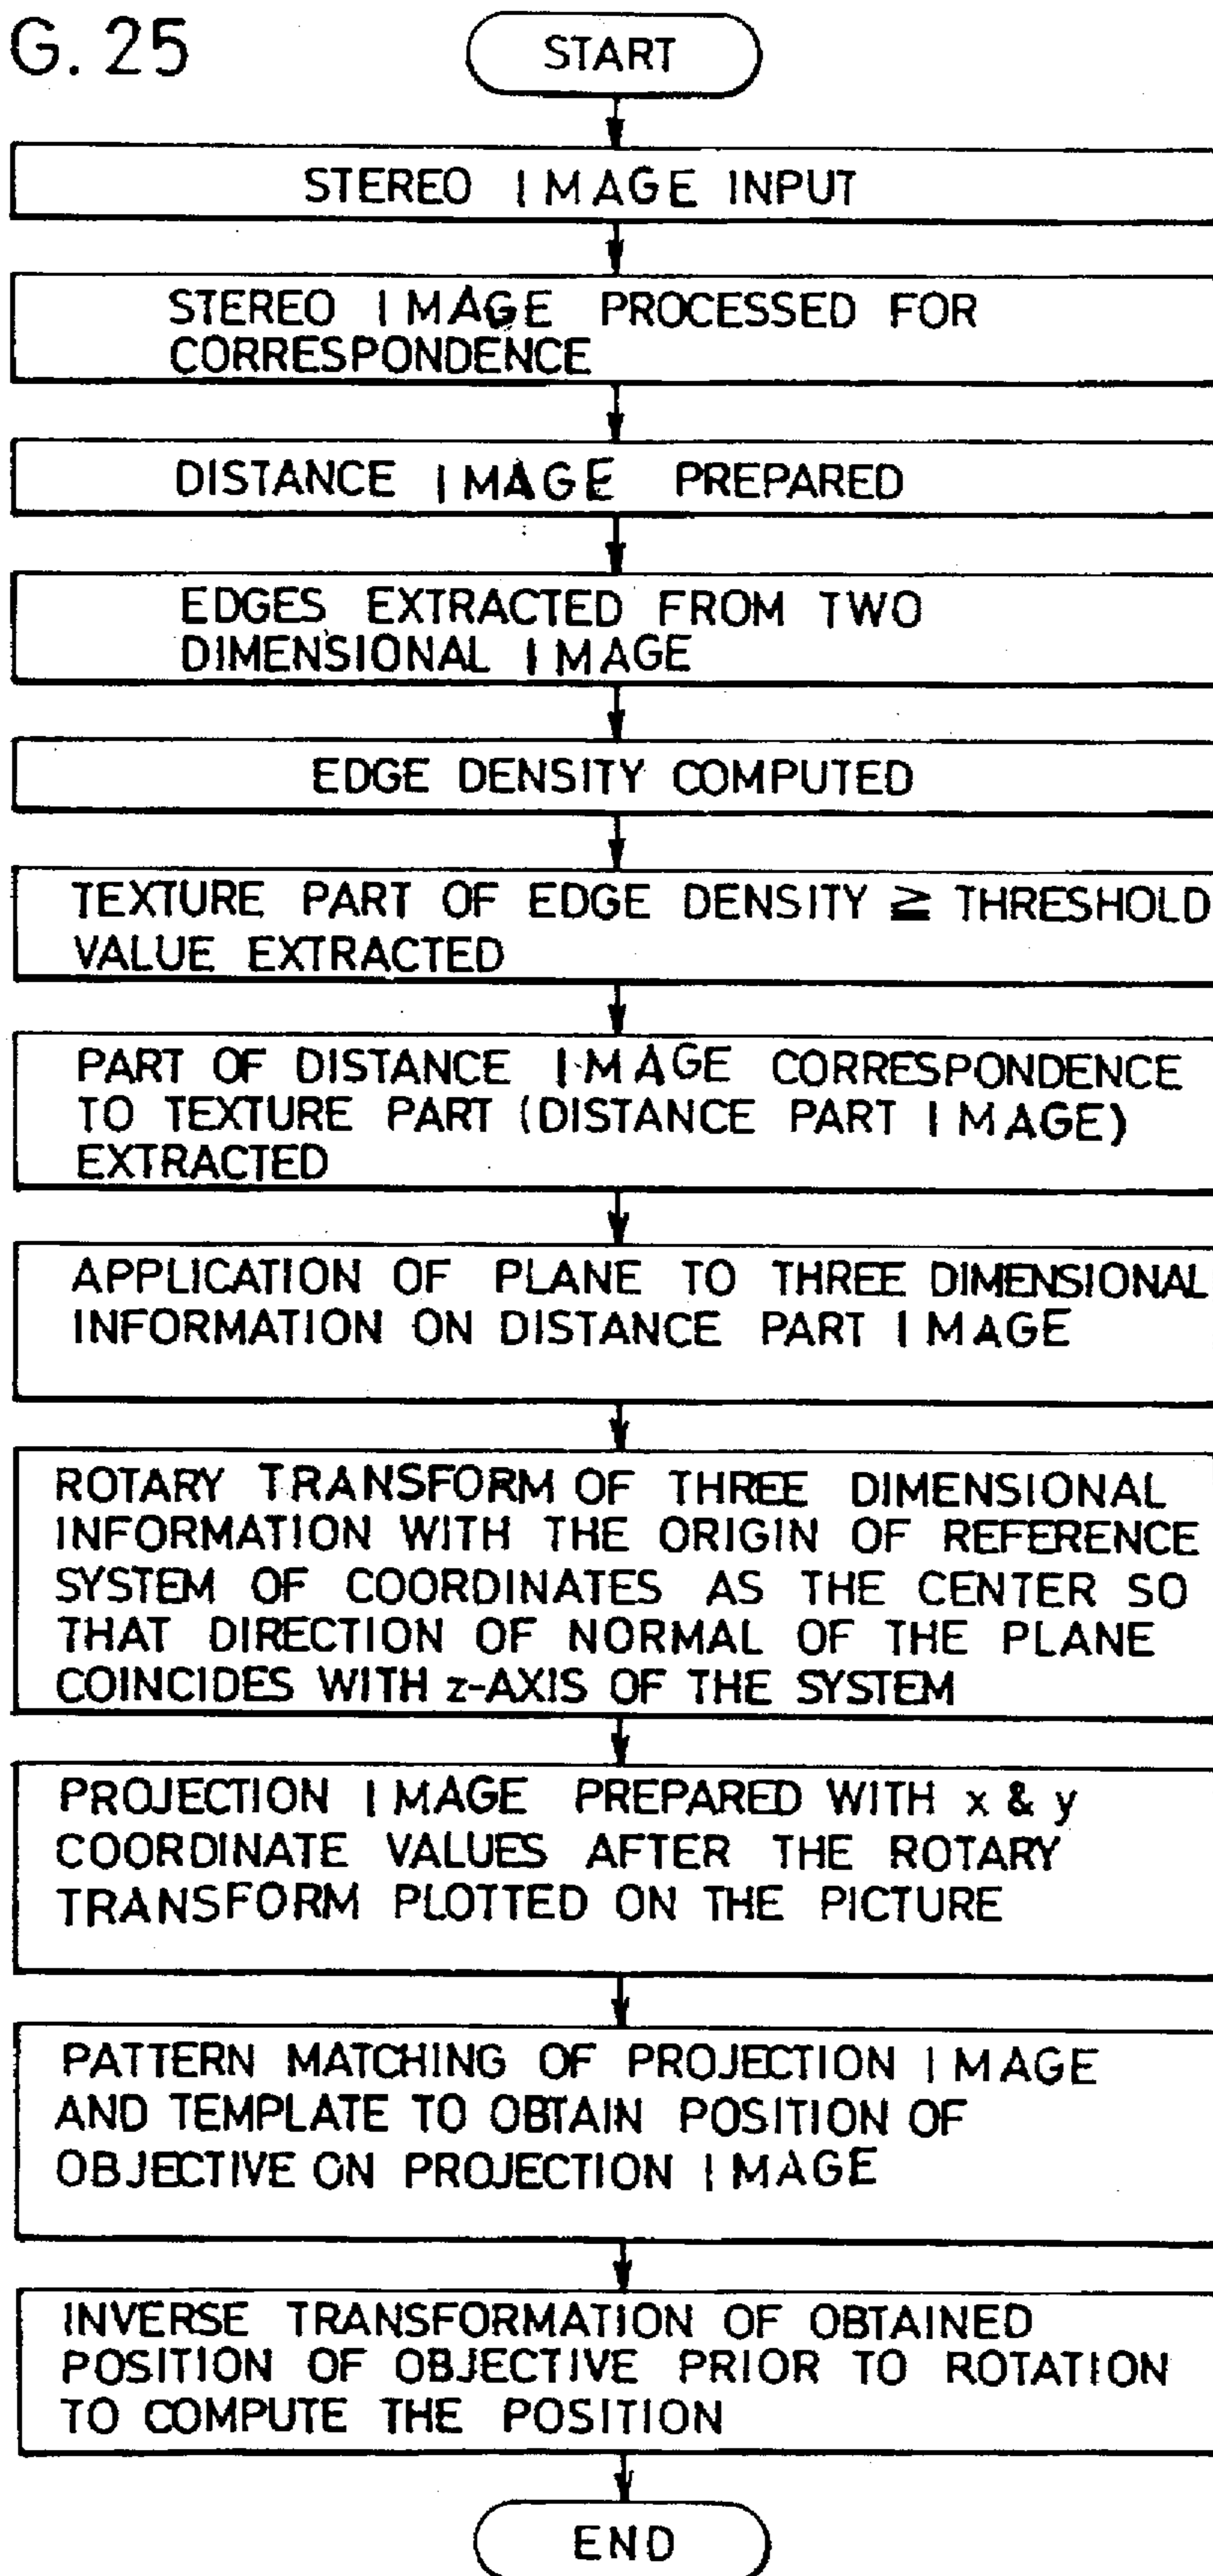 G. 25
START
STEREO IMAGE INPUT
STEREO IMAGE PROCESSED FOR
CORRESPONDENCE
DISTANCE IMAGE PREPARED
EDGES EXTRACTED FROM TWO
DIMENSIONAL IMAGE
EDGE DENSITY COMPUTED
TEXTURE PART OF EDGE DENSITY ≧ THRESHOLD
VALUE EXTRACTED
PART OF DISTANCE IMAGE CORRESPONDENCE
TO TEXTURE PART (DISTANCE PART IMAGE)
EXTRACTED
APPLICATION OF PLANE TO THREE DIMENSIONAL
INFORMATION ON DISTANCE PART IMAGE
ROTARY TRANSFORM OF THREE DIMENSIONAL
INFORMATION WITH THE ORIGIN OF REFERENCE
SYSTEM OF COORDINATES AS THE CENTER SO
THAT DIRECTION OF NORMAL OF THE PLANE
COINCIDES WITH z-AXIS OF THE SYSTEM
PROJECTION IMAGE PREPARED WITH x & y
COORDINATE VALUES AFTER THE ROTARY
TRANSFORM PLOTTED ON THE PICTURE
PATTERN MATCHING OF PROJECTION IMAGE
AND TEMPLATE TO OBTAIN POSITION OF
OBJECTIVE ON PROJECTION IMAGE
INVERSE TRANSFORMATION OF OBTAINED
POSITION OF OBJECTIVE PRIOR TO ROTATION
TO COMPUTE THE POSITION
END